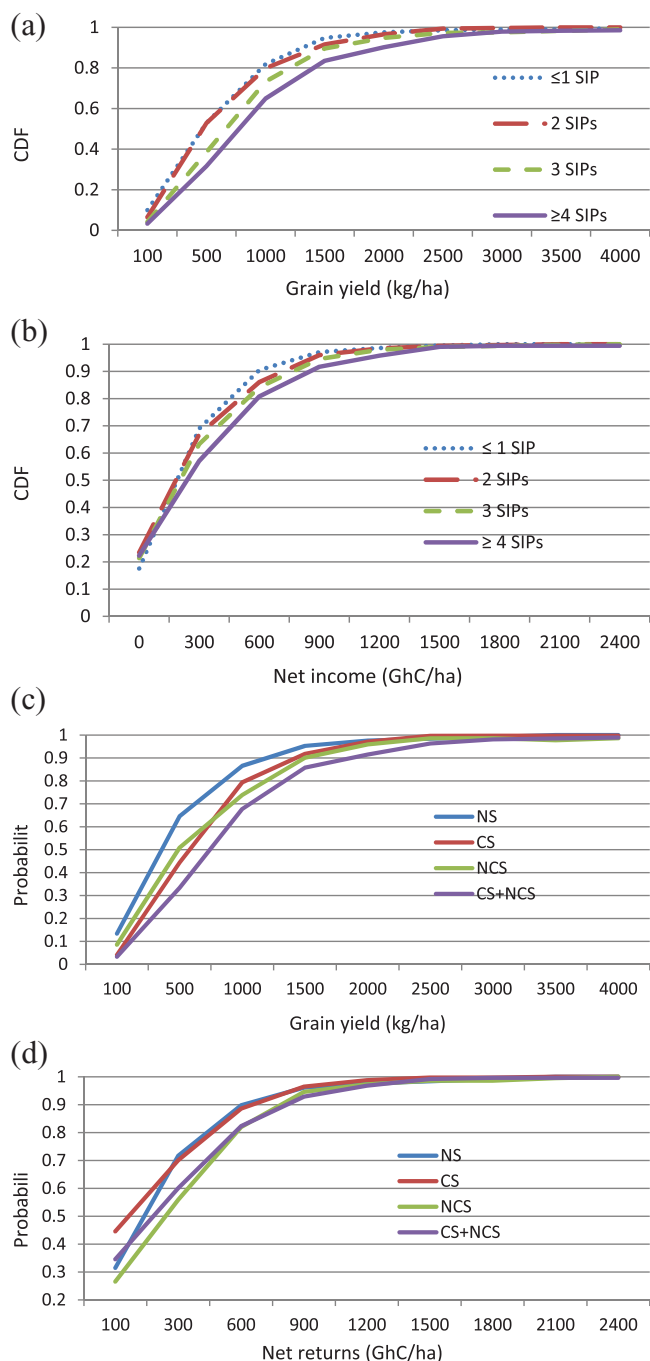 (a)
1
0.8
0.6
0.4
0.2
0
CDF
≤1 SIP
2 SIPs
3 SIPs
≥4 SIPs
100 500 1000 1500 2000 2500 3000 3500 4000
Grain yield (kg/ha)
(b)
1
0.9
0.8
0.7
0.6
0.5
0.4
0.3
0.2
0.1
0
CDF
≤ 1 SIP
2 SIPs
3 SIPs
≥ 4 SIPs
0 300 600 900 1200 1500 1800 2100 2400
Net income (GhC/ha)
(c)
1
0.9
0.8
0.7
0.6
0.5
0.4
0.3
0.2
0.1
0
Probabilit
NS
CS
NCS
CS+NCS
100 500 1000 1500 2000 2500 3000 3500 4000
Grain yield (kg/ha)
(d)
1
0.9
0.8
0.7
0.6
0.5
0.4
0.3
0.2
Probabili
NS
CS
NCS
CS+NCS
100 300 600 900 1200 1500 1800 2100 2400
Net returns (GhC/ha)